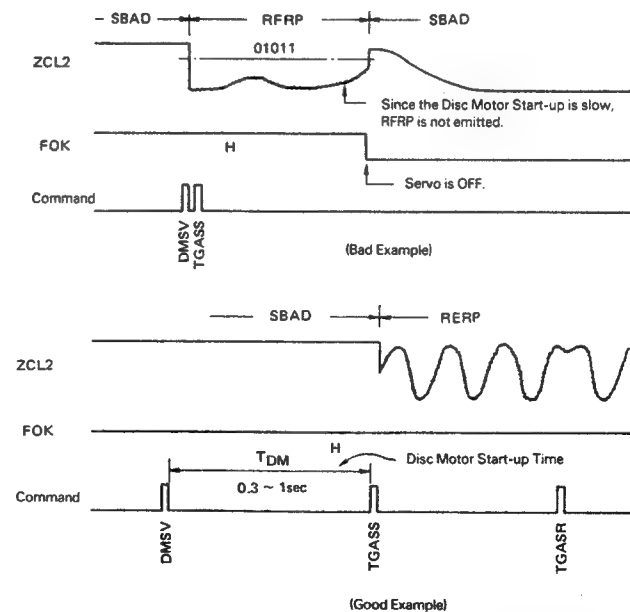 SBAD RFRP SBAD
01011
ZCL2
Since the Disc Motor Start-up is slow,
RFRP is not emitted.
FOK
H
Servo is OFF.
Command
DMSV
TGASS
(Bad Example)
SBAD RERP
ZCL2
FOK
H
TDM
Disc Motor Start-up Time
Command
0.3 ~ 1sec
DMSV
TGASS
TGASR
(Good Example)